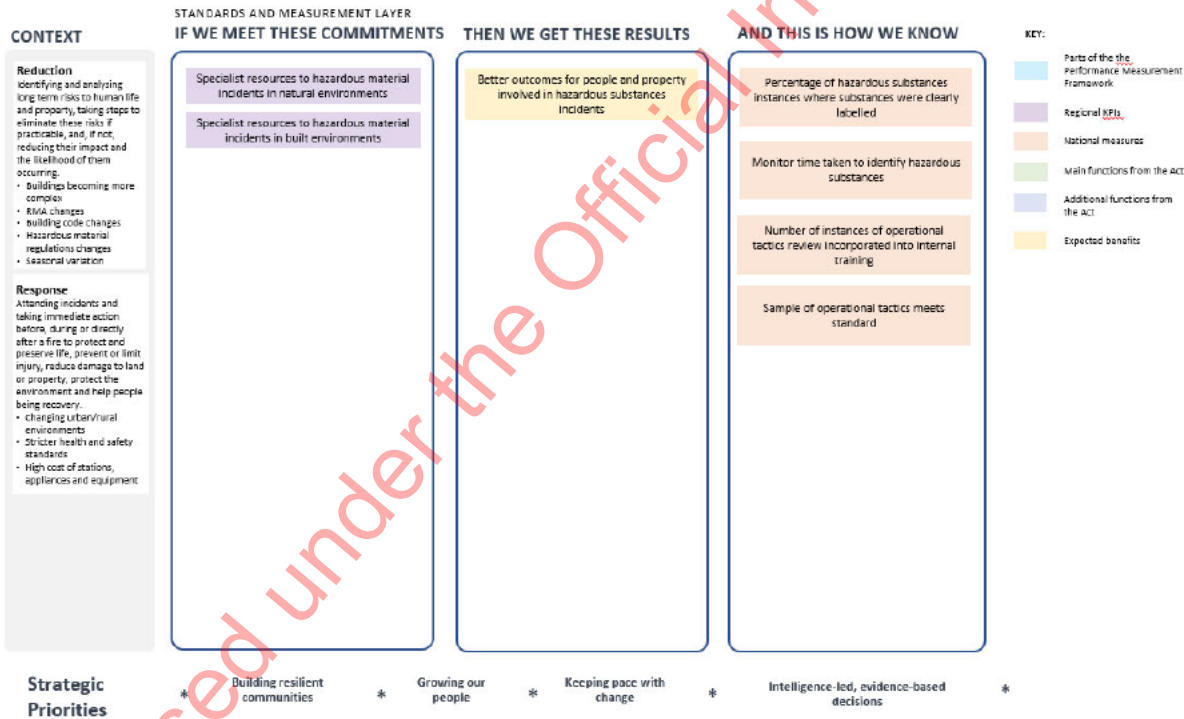 STANDARDS AND MEASUREMENT LAYER
CONTEXT
IF WE MEET THESE COMMITMENTS
THEN WE GET THESE RESULTS
AND THIS IS HOW WE KNOW
Reduction
Identifying and analysing
long term risks to human life
and property, taking steps to
eliminate these risks if
practicable, and, if not,
reducing their impact and
the likelihood of them
occurring.
• Buildings becoming more
complex
• RMA changes
• Building code changes
• Hazardous material
regulations changes
• Seasonal variation
Response
Attending incidents and
taking immediate action
before, during or directly
after a fire to protect and
preserve life, prevent or limit
injury, reduce damage to land
or property, protect the
environment and help people
being recovery.
• Changing urban/rural
environments
• Stricter health and safety
standards
• High cost of stations,
appliances and equipment
Specialist resources to hazardous material
incidents in natural environments
Specialist resources to hazardous material
incidents in built environments
Better outcomes for people and property
involved in hazardous substances
incidents
Percentage of hazardous substances
instances where substances were clearly
labelled
Monitor time taken to identify hazardous
substances
Number of instances of operational
tactics review incorporated into internal
training
Sample of operational tactics meets
standard
KEY:
Parts of the the
Performance Measurement
Framework
Regional KPIs
National measures
Main functions from the Act
Additional functions from
the Act
Expected benefits
Strategic
Priorities
* Building resilient
communities
* Growing our
people
* Keeping pace with
change
* Intelligence-led, evidence-based
decisions
*
sed under the Official In